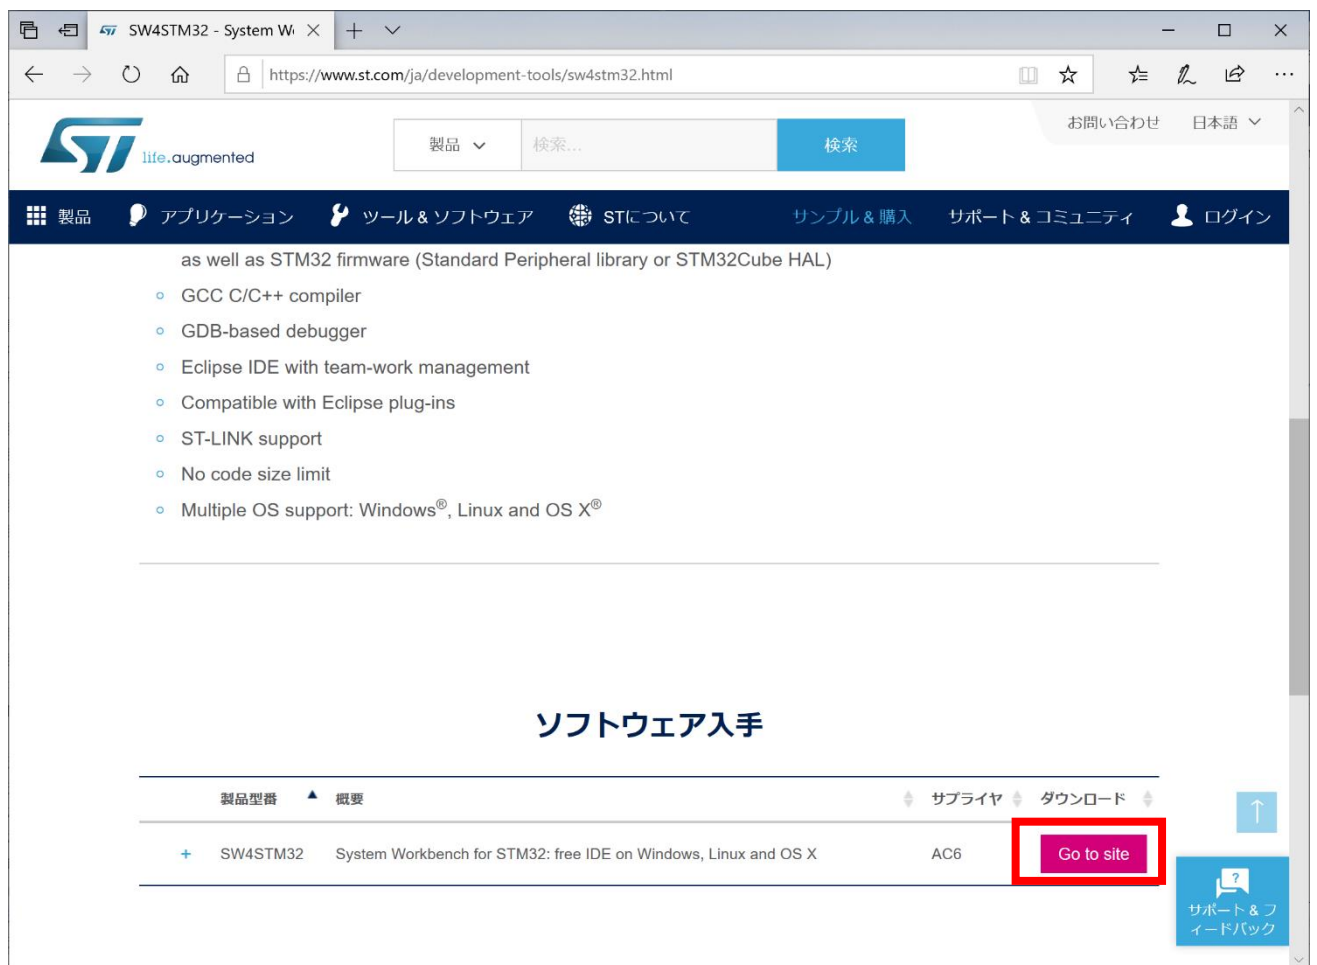 SW4STM32 - System W
https://www.st.com/ja/development-tools/sw4stm32.html
お問い合わせ 日本語
life.augmented
製品 検索... 検索
製品 アプリケーション ツール & ソフトウェア STについて サンプル & 購入 サポート & コミュニティ ログイン
as well as STM32 firmware (Standard Peripheral library or STM32Cube HAL)
GCC C/C++ compiler
GDB-based debugger
Eclipse IDE with team-work management
Compatible with Eclipse plug-ins
ST-LINK support
No code size limit
Multiple OS support: Windows®, Linux and OS X®
ソフトウェア入手
製品型番 概要 サプライヤ ダウンロード
+ SW4STM32 System Workbench for STM32: free IDE on Windows, Linux and OS X AC6 Go to site
サポート & フ
ィードバック